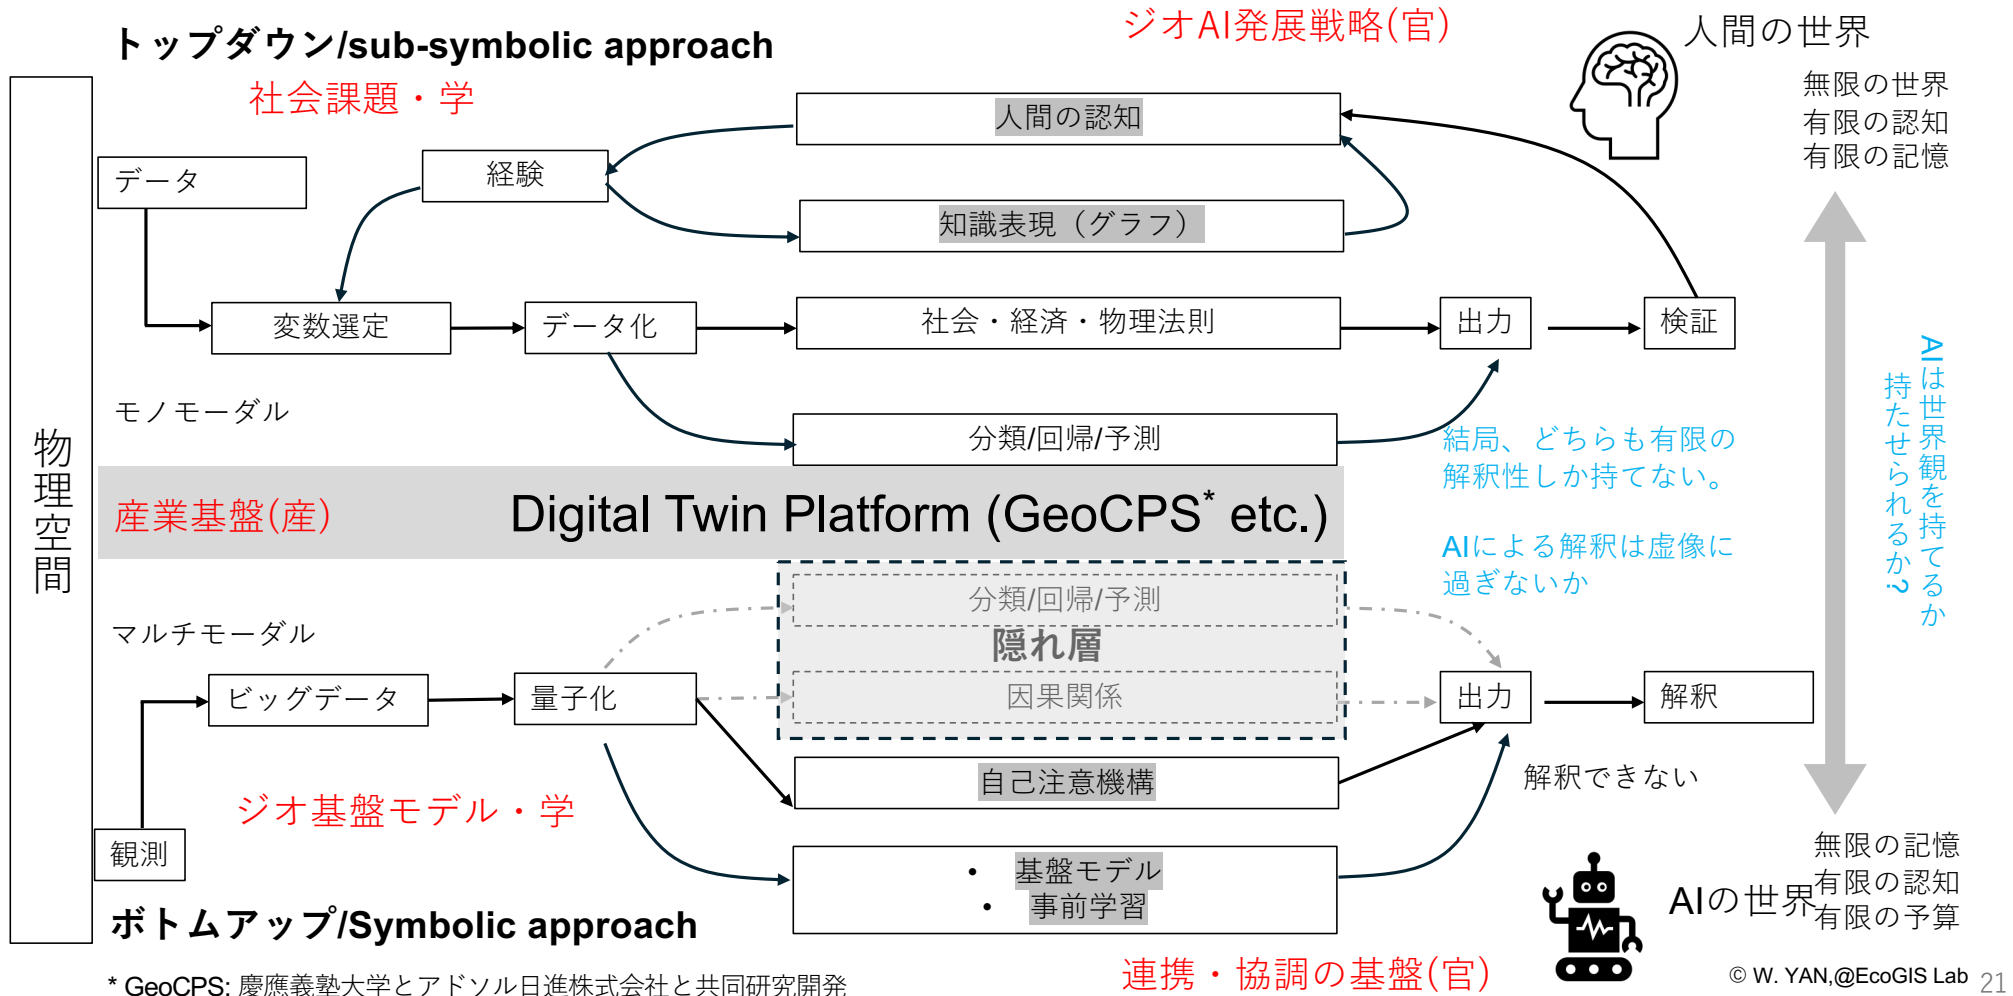 トップダウン/sub-symbolic approach
社会課題・学
ジオAI発展戦略(官)
人間の世界
無限の世界
有限の認知
有限の記憶
物理空間
データ
経験
人間の認知
知識表現（グラフ）
変数選定
データ化
社会・経済・物理法則
出力
検証
モノモーダル
分類/回帰/予測
結局、どちらも有限の
解釈性しか持てない。
AIによる解釈は虚像に
過ぎないか
AIは世界観を持てるか
持たせられるか?
産業基盤(産)
Digital Twin Platform (GeoCPS* etc.)
マルチモーダル
分類/回帰/予測
隠れ層
因果関係
ビッグデータ
量子化
出力
解釈
自己注意機構
解釈できない
ジオ基盤モデル・学
観測
• 基盤モデル
• 事前学習
無限の記憶
有限の認知
有限の予算
AIの世界
ボトムアップ/Symbolic approach
連携・協調の基盤(官)
* GeoCPS: 慶應義塾大学とアドソル日進株式会社と共同研究開発
© W. YAN,@EcoGIS Lab
21